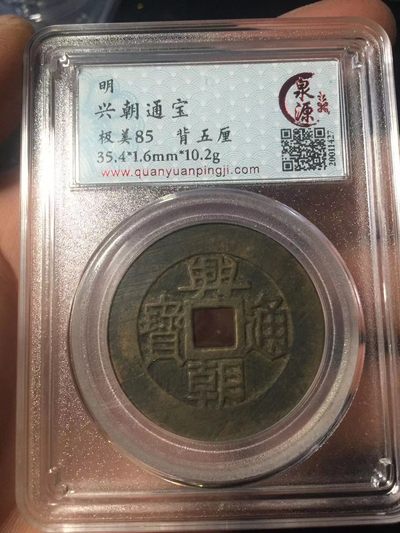 明
兴朝通宝
极美85 背五厘
35.4*1.6mm*10.2g
www.quanyuanpingji.com
泉源
20011427
興朝通寶